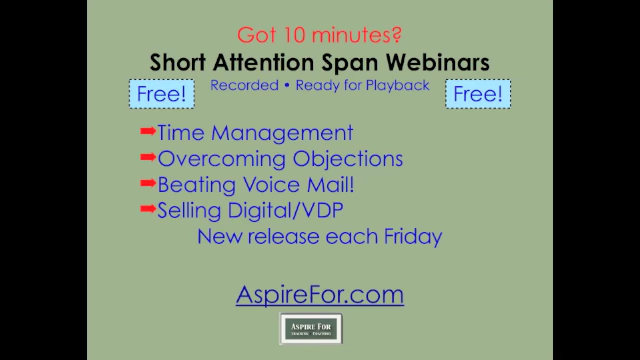 Got 10 minutes?
Short Attention Span Webinars
Free!
Recorded • Ready for Playback
Free!
Time Management
Overcoming Objections
Beating Voice Mail!
Selling Digital/VDP
New release each Friday
AspireFor.com
ASPIRE FOR